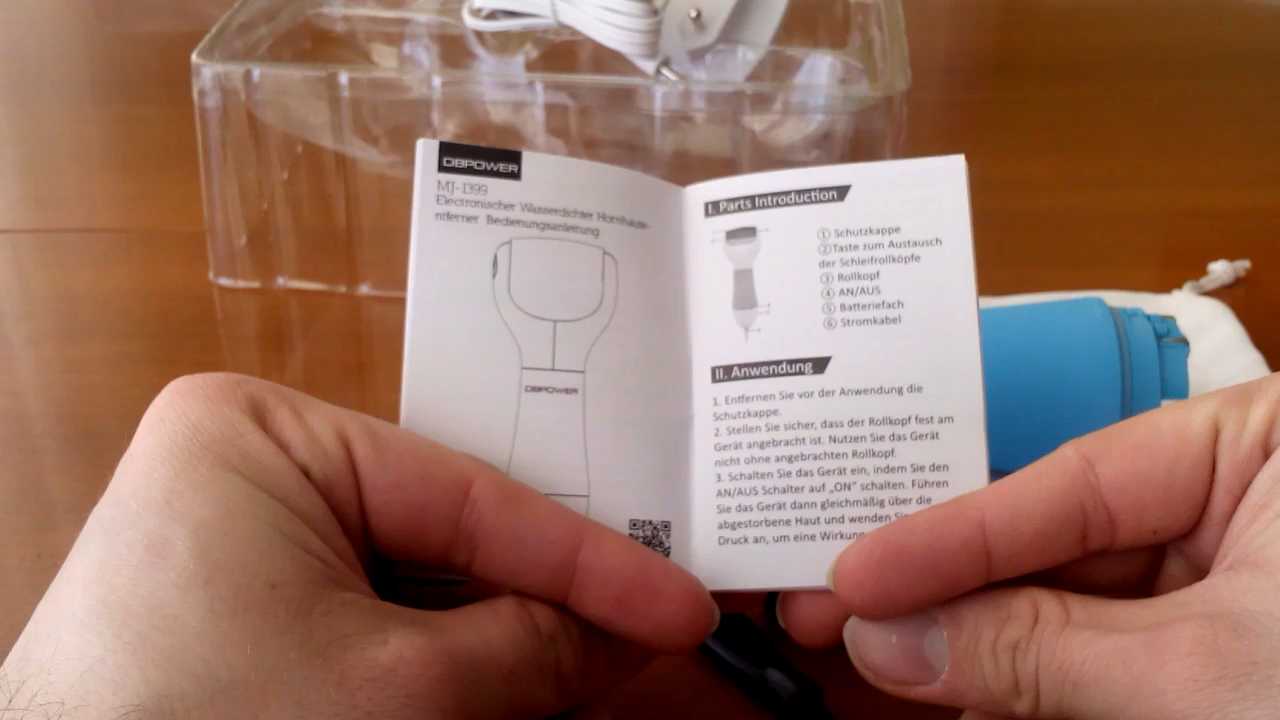 DBPOWER
MJ-1399
Electronischer Wasserdichter Hornhaute-
ntferner Bedienungsanleitung
DBPOWER
I. Parts Introduction
① Schutzkappe
②Taste zum Austausch
der Schleifrollköpfe
③ Rollkopf
④ AN/AUS
⑤ Batteriefach
⑥ Stromkabel
II. Anwendung
1. Entfernen Sie vor der Anwendung die
Schutzkappe.
2. Stellen Sie sicher, dass der Rollkopf fest am
Gerät angebracht ist. Nutzen Sie das Gerät
nicht ohne angebrachten Rollkopf.
3. Schalten Sie das Gerät ein, indem Sie den
AN/AUS Schalter auf „ON" schalten. Führen
Sie das Gerät dann gleichmäßig über die
abgestorbene Haut und wenden
Druck an, um eine Wirkung